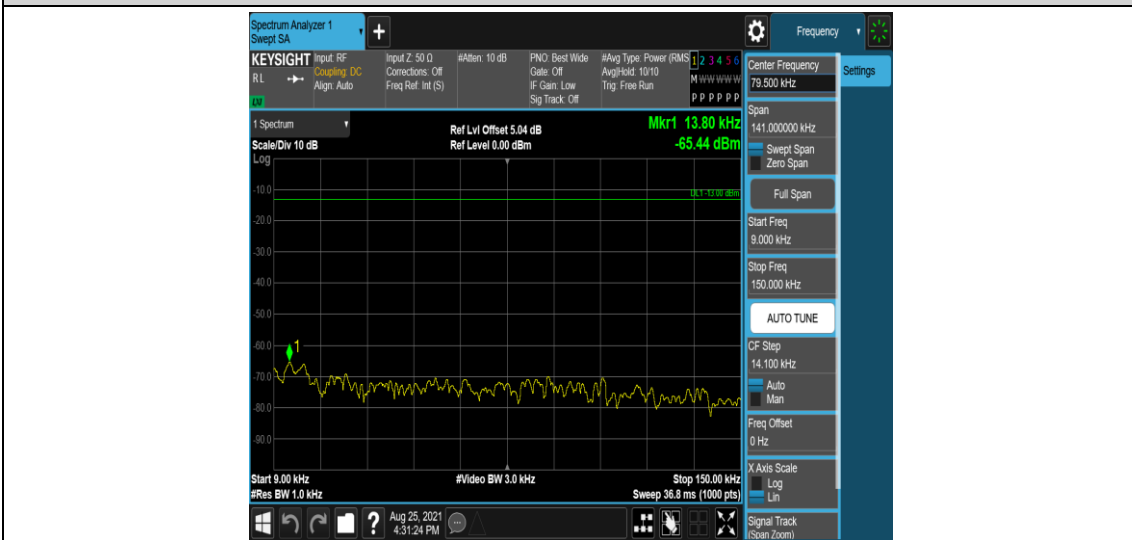 Spectrum Analyzer 1
Swept SA
+
Frequency
KEYSIGHT
R L
LXI
Input: RF
Coupling: DC
Align: Auto
Input Z: 50 Ω
Corrections: Off
Freq Ref: Int (S)
#Atten: 10 dB
PNO: Best Wide
Gate: Off
IF Gain: Low
Sig Track: Off
#Avg Type: Power (RMS
Avg|Hold: 10/10
Trig: Free Run
1 2 3 4 5 6
M W W W W W
P P P P P P
1 Spectrum
Scale/Div 10 dB
Log
Ref Lvl Offset 5.04 dB
Ref Level 0.00 dBm
Mkr1 13.80 kHz
-65.44 dBm
DL1 -13.00 dBm
-10.0
-20.0
-30.0
-40.0
-50.0
-60.0
-70.0
-80.0
-90.0
1
Start 9.00 kHz
#Res BW 1.0 kHz
#Video BW 3.0 kHz
Stop 150.00 kHz
Sweep 36.8 ms (1000 pts)
?
Aug 25, 2021
4:31:24 PM
Center Frequency
79.500 kHz
Settings
Span
141.000000 kHz
Swept Span
Zero Span
Full Span
Start Freq
9.000 kHz
Stop Freq
150.000 kHz
AUTO TUNE
CF Step
14.100 kHz
Auto
Man
Freq Offset
0 Hz
X Axis Scale
Log
Lin
Signal Track
(Span Zoom)